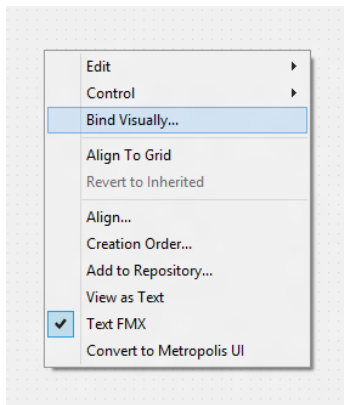 Edit
Control
Bind Visually...
Align To Grid
Revert to Inherited
Align...
Creation Order...
Add to Repository...
View as Text
Text FMX
Convert to Metropolis UI